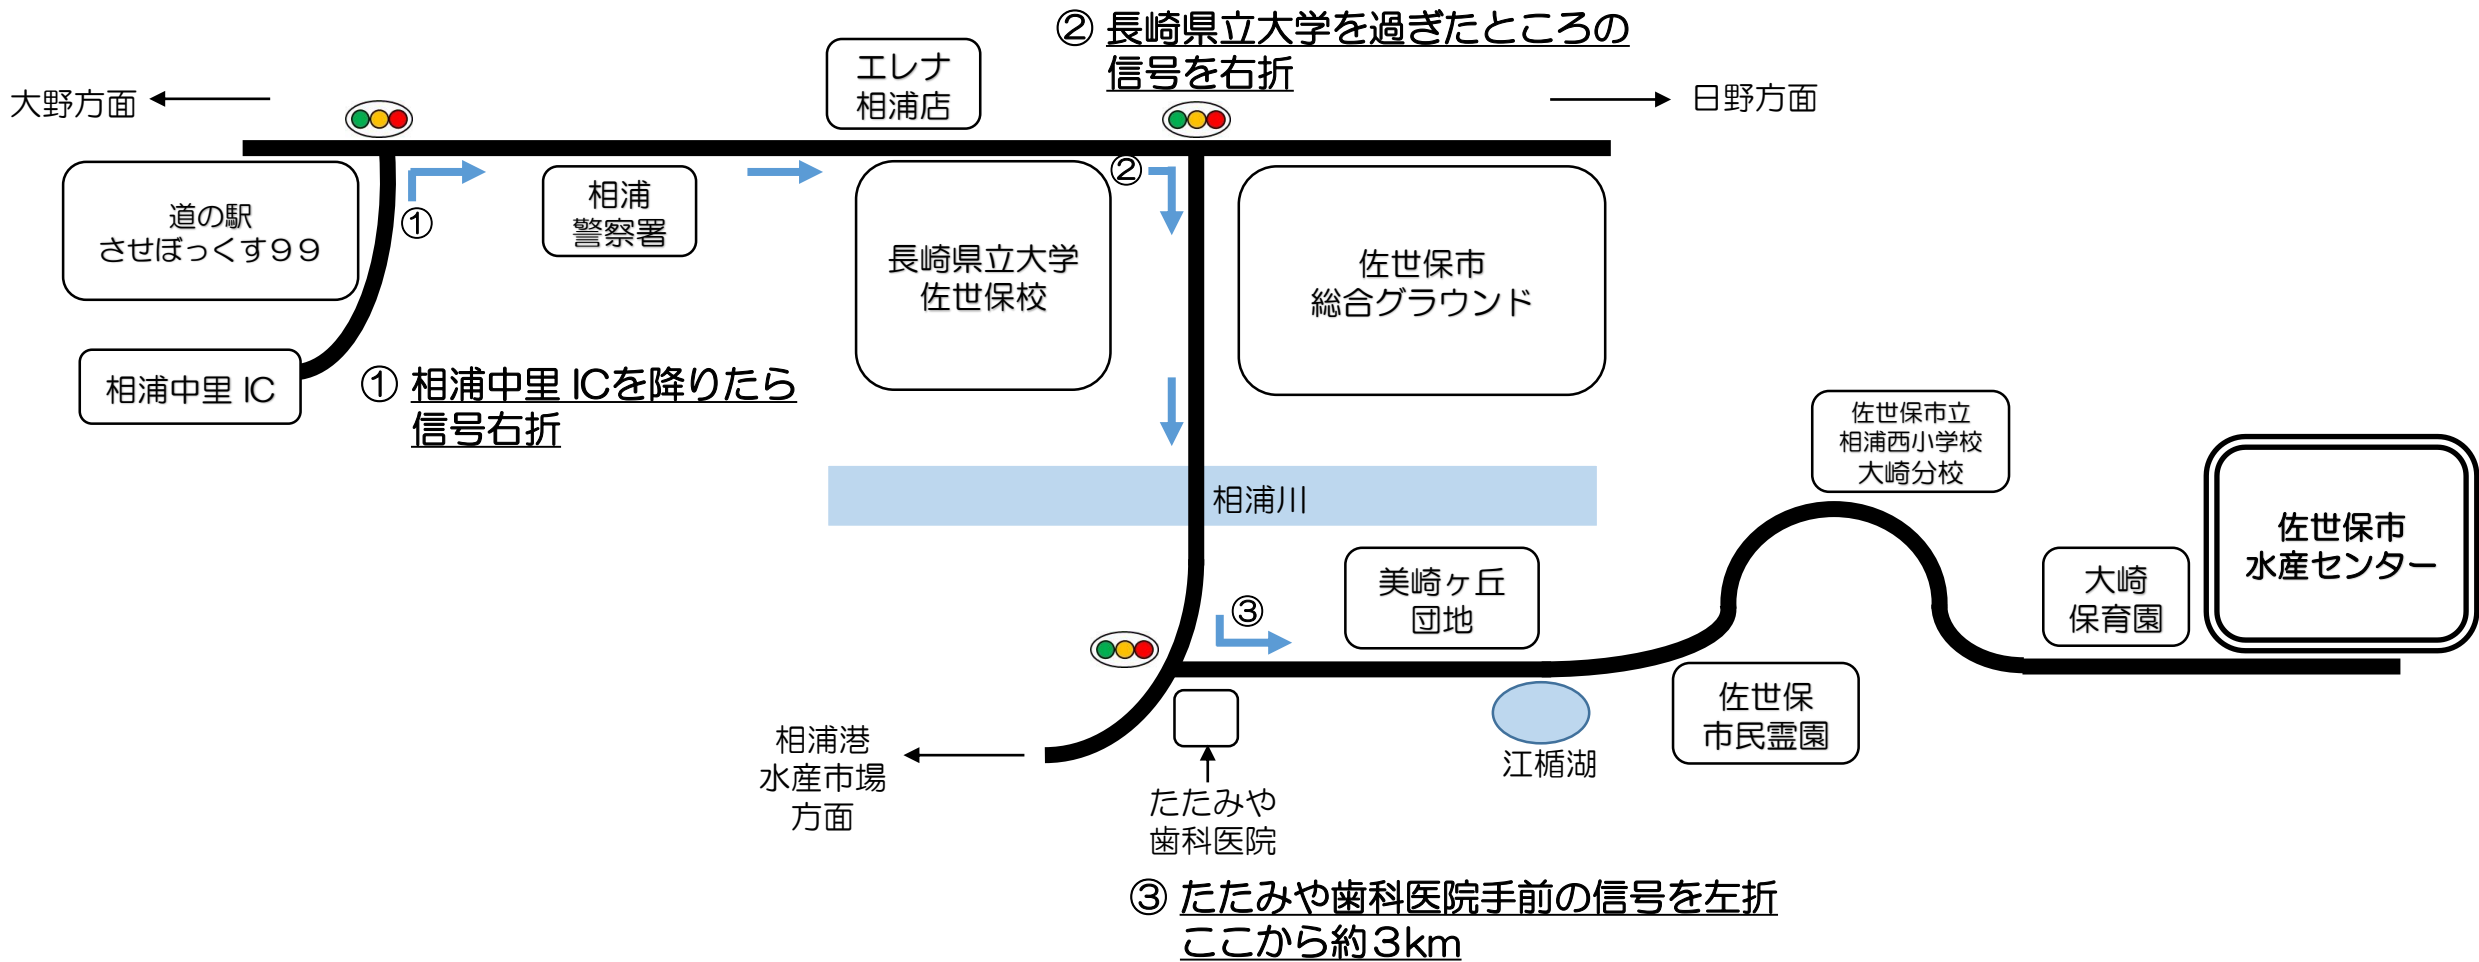 ② 長崎県立大学を過ぎたところの
信号を右折
エレナ
相浦店
大野方面
日野方面
道の駅
させぼっくす９９
①
相浦
警察署
②
長崎県立大学
佐世保校
佐世保市
総合グラウンド
相浦中里 IC
① 相浦中里 ICを降りたら
信号右折
相浦川
佐世保市立
相浦西小学校
大崎分校
佐世保市
水産センター
美崎ヶ丘
団地
③
大崎
保育園
佐世保
市民霊園
江楯湖
相浦港
水産市場
方面
たたみや
歯科医院
③ たたみや歯科医院手前の信号を左折
ここから約３km